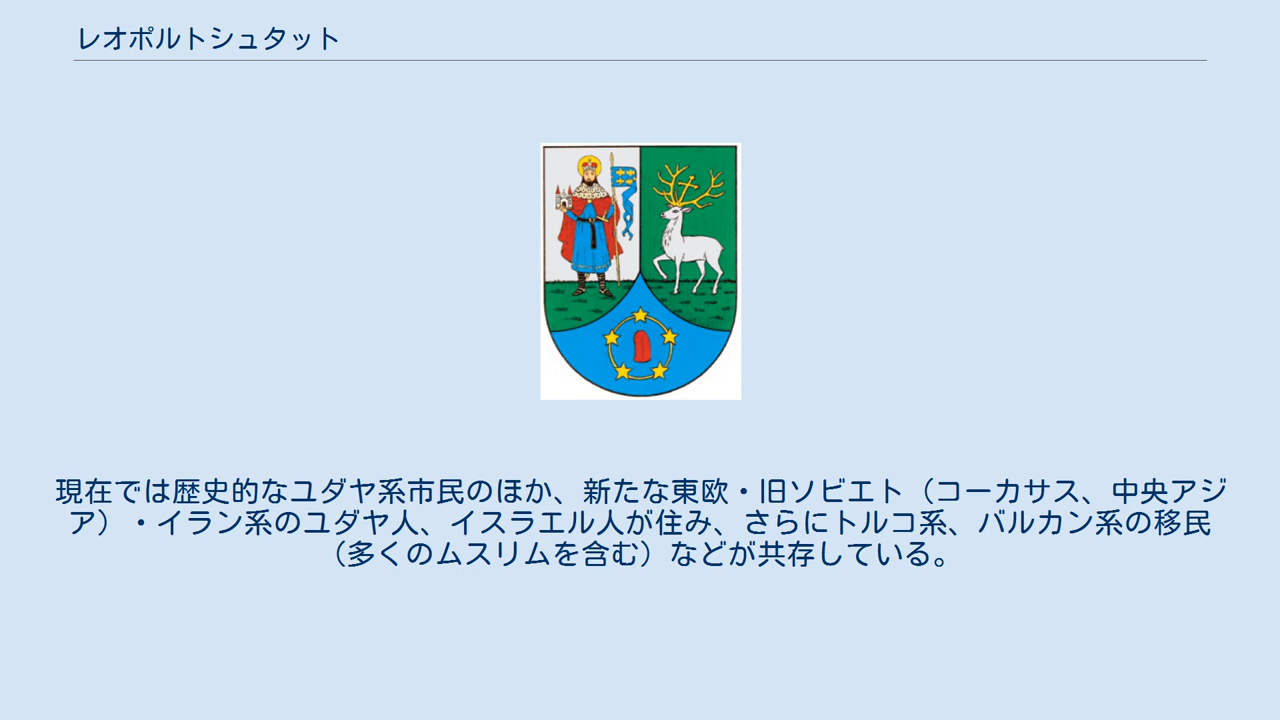 レオポルトシュタット
現在では歴史的なユダヤ系市民のほか、新たな東欧・旧ソビエト（コーカサス、中央アジ
ア）・イラン系のユダヤ人、イスラエル人が住み、さらにトルコ系、バルカン系の移民
（多くのムスリムを含む）などが共存している。